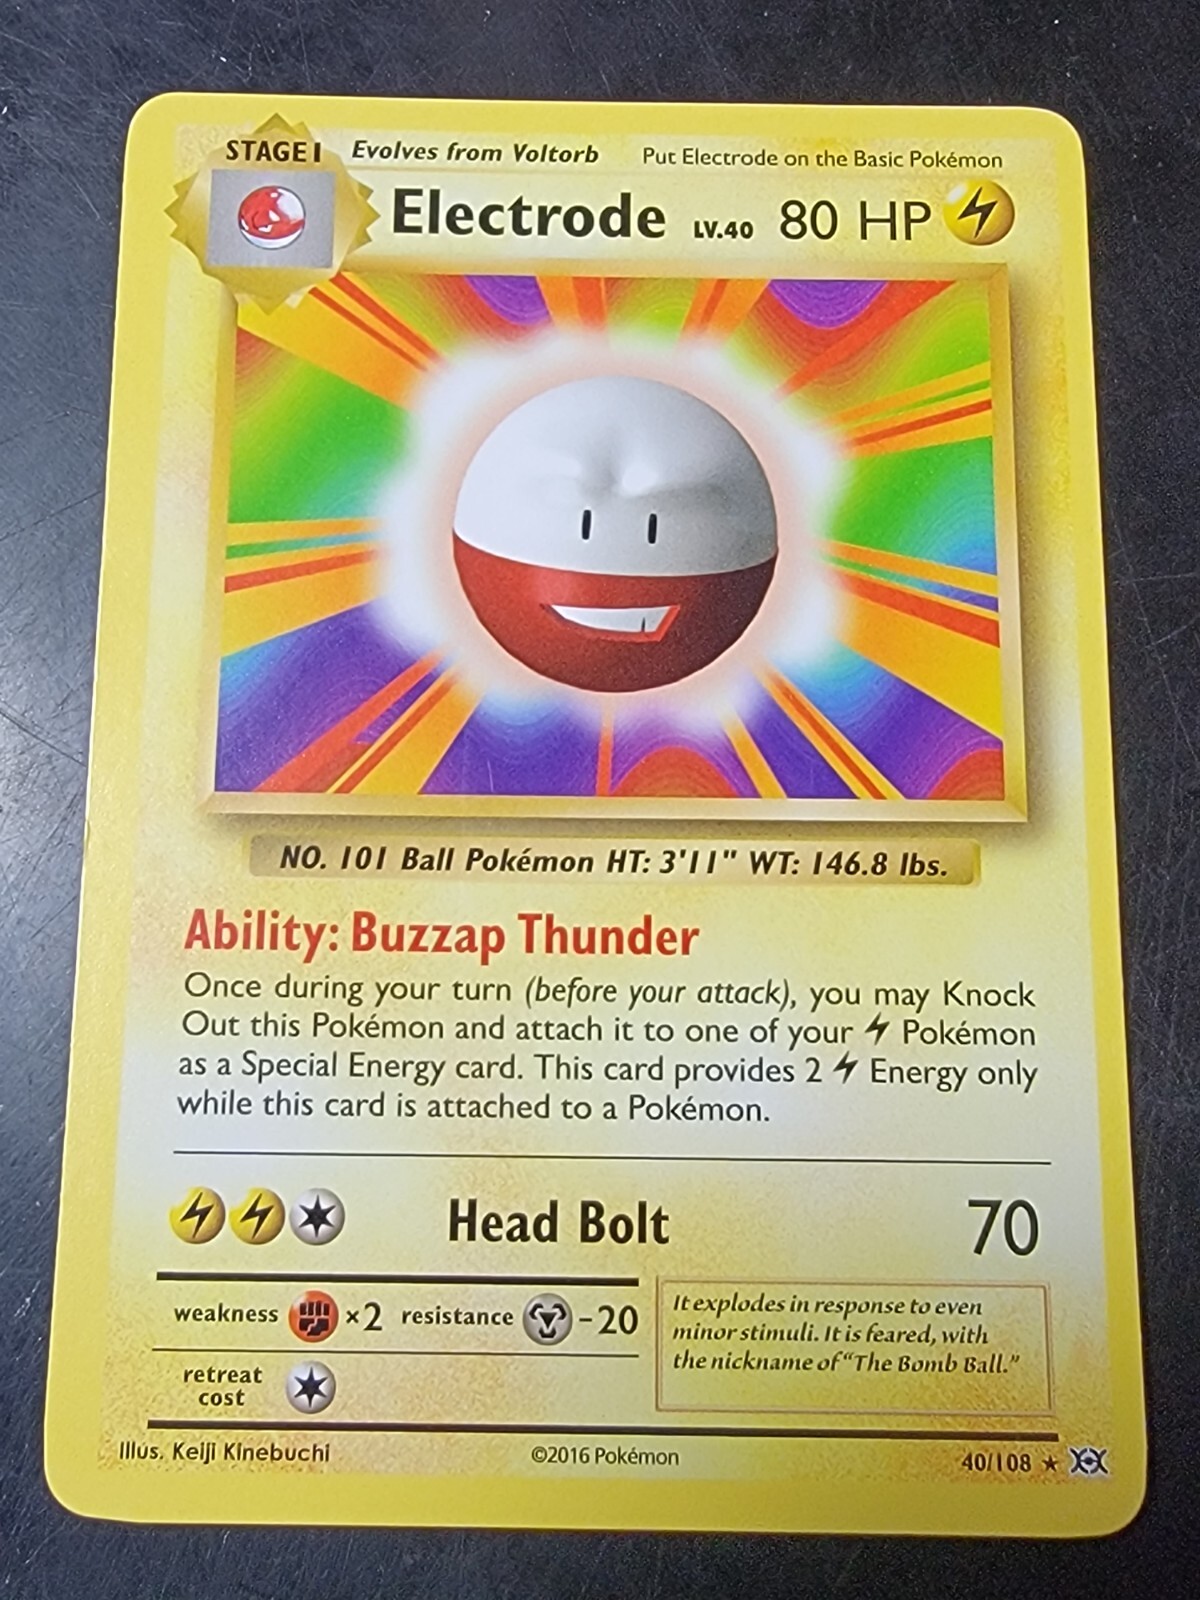 STAGE 1 Evolves from Voltorb Put Electrode on the Basic Pokémon
Electrode LV.40 80 HP
NO. 101 Ball Pokémon HT: 3'11" WT: 146.8 lbs.
Ability: Buzzap Thunder
Once during your turn (before your attack), you may Knock
Out this Pokémon and attach it to one of your Pokémon
as a Special Energy card. This card provides 2 Energy only
while this card is attached to a Pokémon.
Head Bolt 70
weakness ×2 resistance -20
It explodes in response to even
minor stimuli. It is feared, with
the nickname of "The Bomb Ball."
retreat
cost
Illus. Keiji Kinebuchi ©2016 Pokémon 40/108 ★